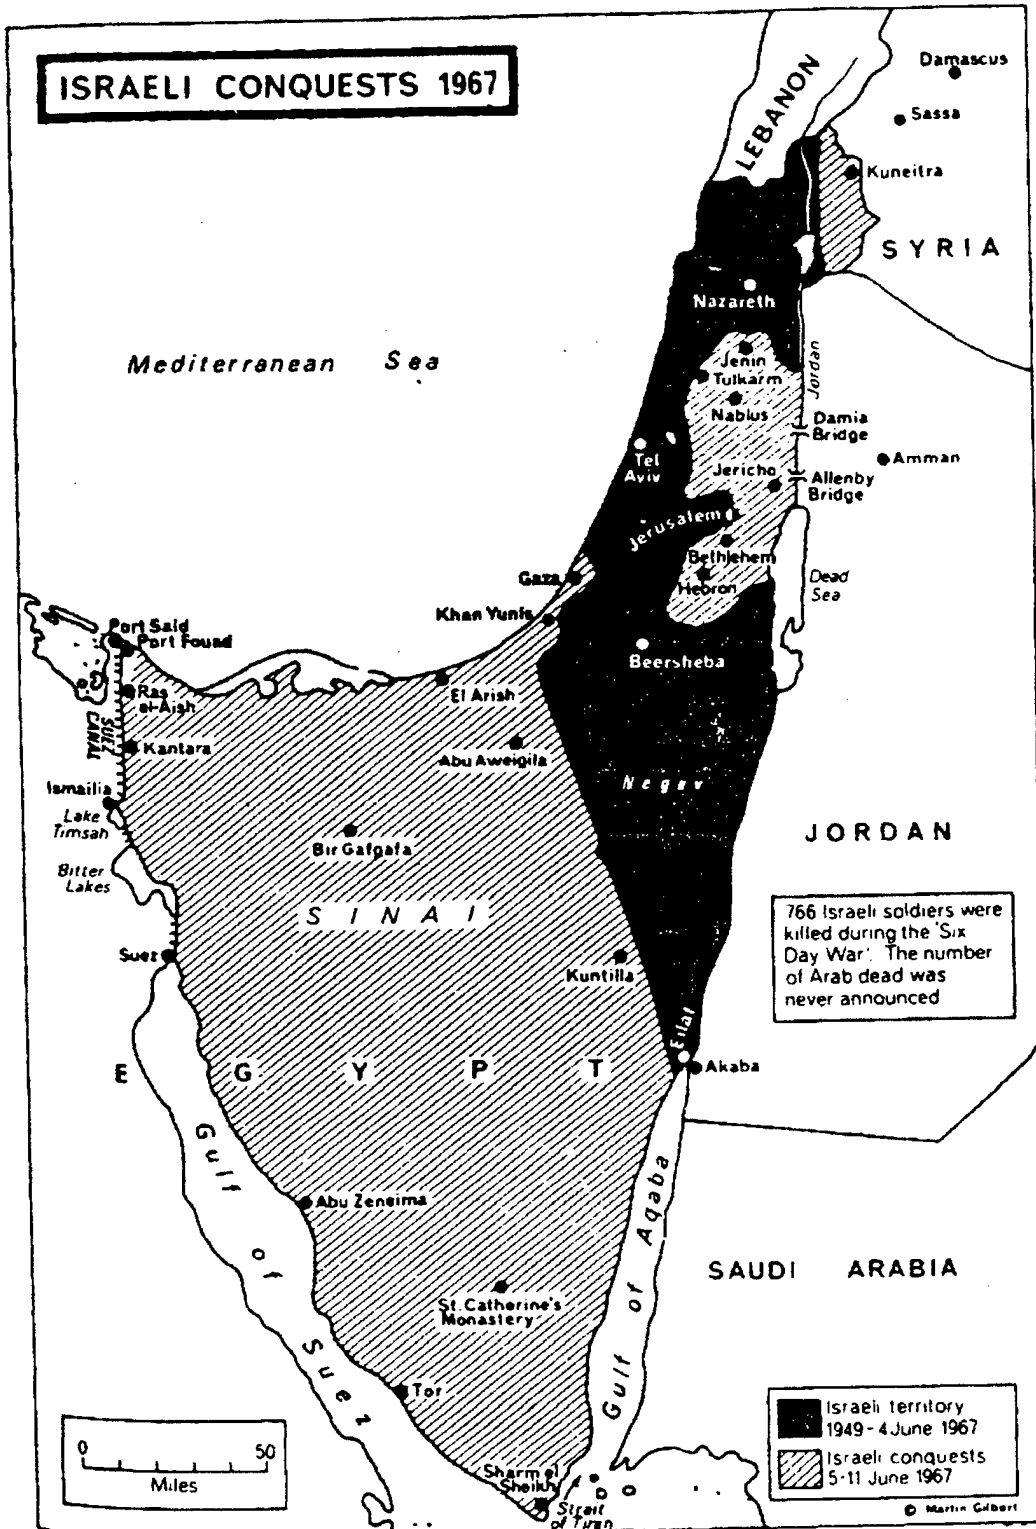 ISRAELI CONQUESTS 1967
LEBANON
Damascus
Sassa
Kuneitra
SYRIA
Nazareth
Mediterranean Sea
Jenin
Tulkarm
Nablus
Jordan
Damia
Bridge
Tel
Aviv
Jericho
Amman
Allenby
Bridge
Jerusalem
Bethlehem
Hebron
Dead
Sea
Gaza
Khan Yunis
Port Said
Port Found
Beersheba
Ras
el-Aish
El Arish
SUEZ
CANAL
Kantara
Abu Aweigila
Negev
Ismailia
Lake
Timsah
Bir Gafgafa
JORDAN
Bitter
Lakes
SINAI
766 Israeli soldiers were
killed during the 'Six
Day War'. The number
of Arab dead was
never announced
Suez
Kuntilla
Eilat
Akaba
EGYPT
Gulf of Suez
Gulf of Aqaba
Abu Zeneima
SAUDI ARABIA
St. Catherine's
Monastery
Tor
Sharm el
Sheikh
Strait
of Tiran
0 50
Miles
Israeli territory
1949-4 June 1967
Israeli conquests
5-11 June 1967
© Martin Gilbert